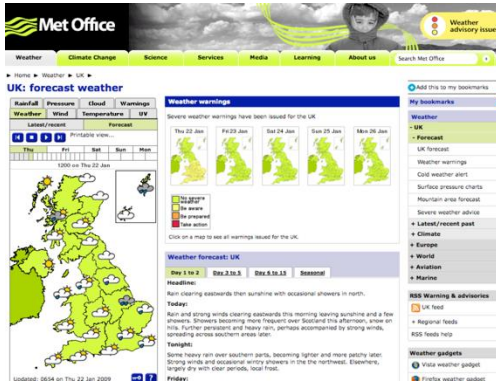 Met Office
Weather
advisory issue
Weather
Climate Change
Science
Services
Media
Learning
About us
Search Met Office
Home ► Weather ► UK ►
UK: forecast weather
Add this to my bookmarks
Rainfall
Pressure
Cloud
Warnings
Weather
Wind
Temperature
UV
Latest/recent
Forecast
Printable view...
Thu
Fri
Sat
Sun
Mon
1200 on Thu 22 Jan
Updated: 0654 on Thu 22 Jan 2009
Weather warnings
Severe weather warnings have been issued for the UK
Thu 22 Jan
Fri 23 Jan
Sat 24 Jan
Sun 25 Jan
Mon 26 Jan
No severe
weather
Be aware
Be prepared
Take action
Click on a map to see all warnings issued for the UK.
Weather forecast: UK
Day 1 to 2
Day 3 to 5
Day 6 to 15
Seasonal
Headline:
Rain clearing eastwards then sunshine with occasional showers in north.
Today:
Rain and strong winds clearing eastwards this morning leaving sunshine and a few
showers. Showers becoming more frequent over Scotland this afternoon, snow on
hills. Further persistent and heavy rain, perhaps accompanied by strong winds,
spreading across southern areas later.
Tonight:
Some heavy rain over southern parts, becoming lighter and more patchy later.
Strong winds and occasional wintry showers in the northwest. Elsewhere,
largely dry with clear periods, local frost.
Friday:
My bookmarks
Weather
- UK
- Forecast
UK forecast
Weather warnings
Cold weather alert
Surface pressure charts
Mountain area forecast
Severe weather advice
+ Latest/recent past
+ Climate
+ Europe
+ World
+ Aviation
+ Marine
RSS Warning & advisories
UK feed
+ Regional feeds
RSS feeds help
Weather gadgets
Vista weather gadget
Firefox weather gadget